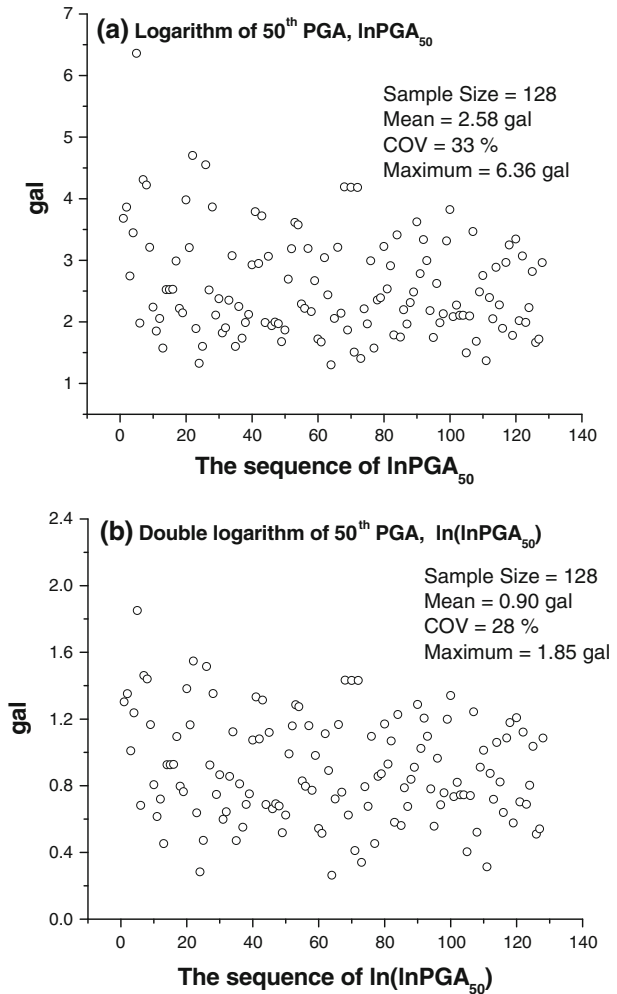 (a) Logarithm of 50th PGA, lnPGA50
Sample Size = 128
Mean = 2.58 gal
COV = 33 %
Maximum = 6.36 gal
gal
7
6
5
4
3
2
1
0 20 40 60 80 100 120 140
The sequence of lnPGA50
(b) Double logarithm of 50th PGA, ln(lnPGA50)
Sample Size = 128
Mean = 0.90 gal
COV = 28 %
Maximum = 1.85 gal
gal
2.4
2.0
1.6
1.2
0.8
0.4
0.0
0 20 40 60 80 100 120 140
The sequence of ln(lnPGA50)